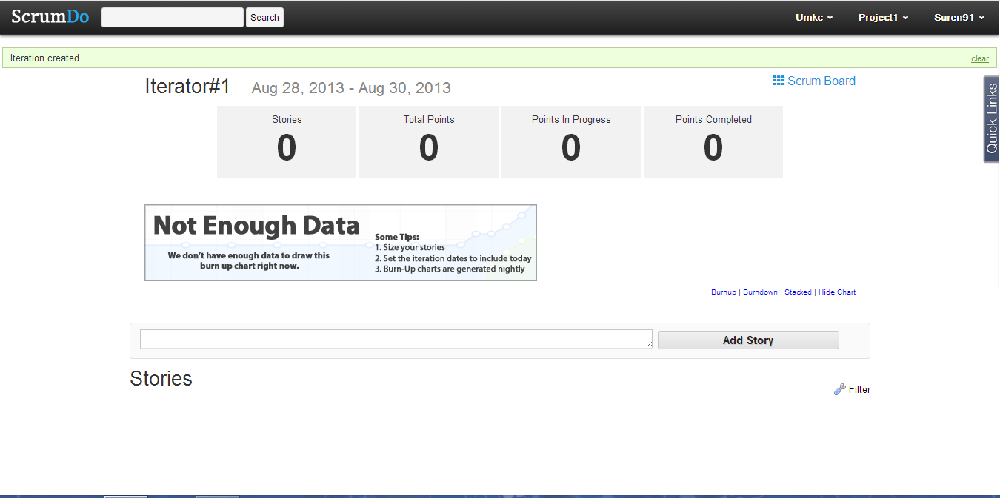 ScrumDo Search Umkc Project1 Suren91
Iteration created. clear
Iterator#1 Aug 28, 2013 - Aug 30, 2013 Scrum Board
Quick Links
Stories Total Points Points In Progress Points Completed
0 0 0 0
Not Enough Data
We don't have enough data to draw this
burn up chart right now.
Some Tips:
1. Size your stories
2. Set the iteration dates to include today
3. Burn-Up charts are generated nightly
Burnup | Burndown | Stacked | Hide Chart
Add Story
Stories
Filter